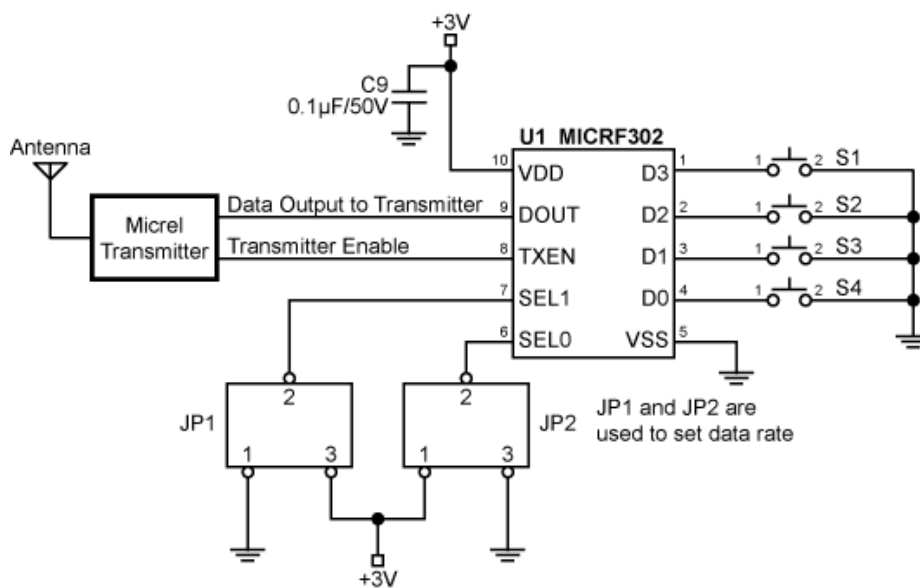 +3V
C9
0.1µF/50V
U1 MICRF302
Antenna
10 VDD D3 1 1 2 S1
Micrel
Transmitter
Data Output to Transmitter 9 DOUT D2 2 1 2 S2
Transmitter Enable 8 TXEN D1 3 1 2 S3
7 SEL1 D0 4 1 2 S4
6 SEL0 VSS 5
JP1 2 1 3
2 1 3 JP2
JP1 and JP2 are
used to set data rate
+3V